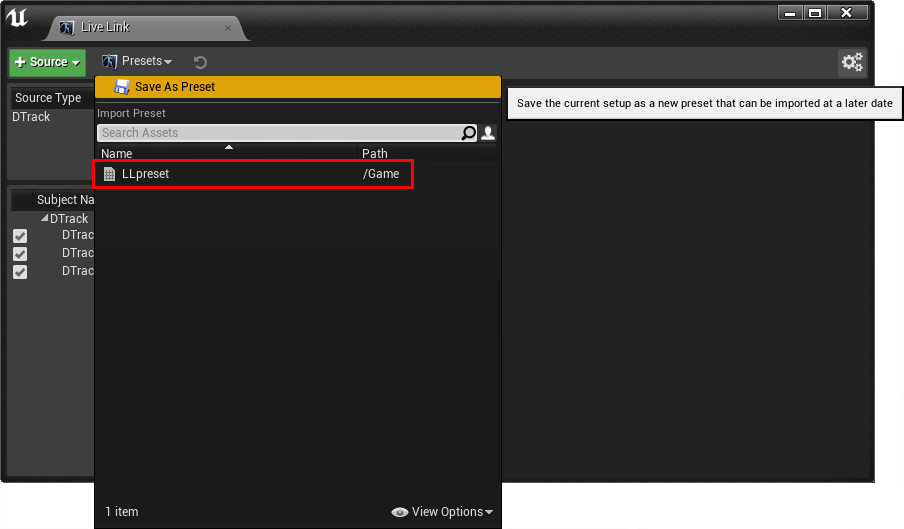 Live Link
+ Source
Presets
Save As Preset
Save the current setup as a new preset that can be imported at a later date
Source Type
DTrack
Import Preset
Search Assets
Name Path
LLpreset /Game
Subject Na
DTrack
DTrac
DTrac
DTrac
1 item View Options